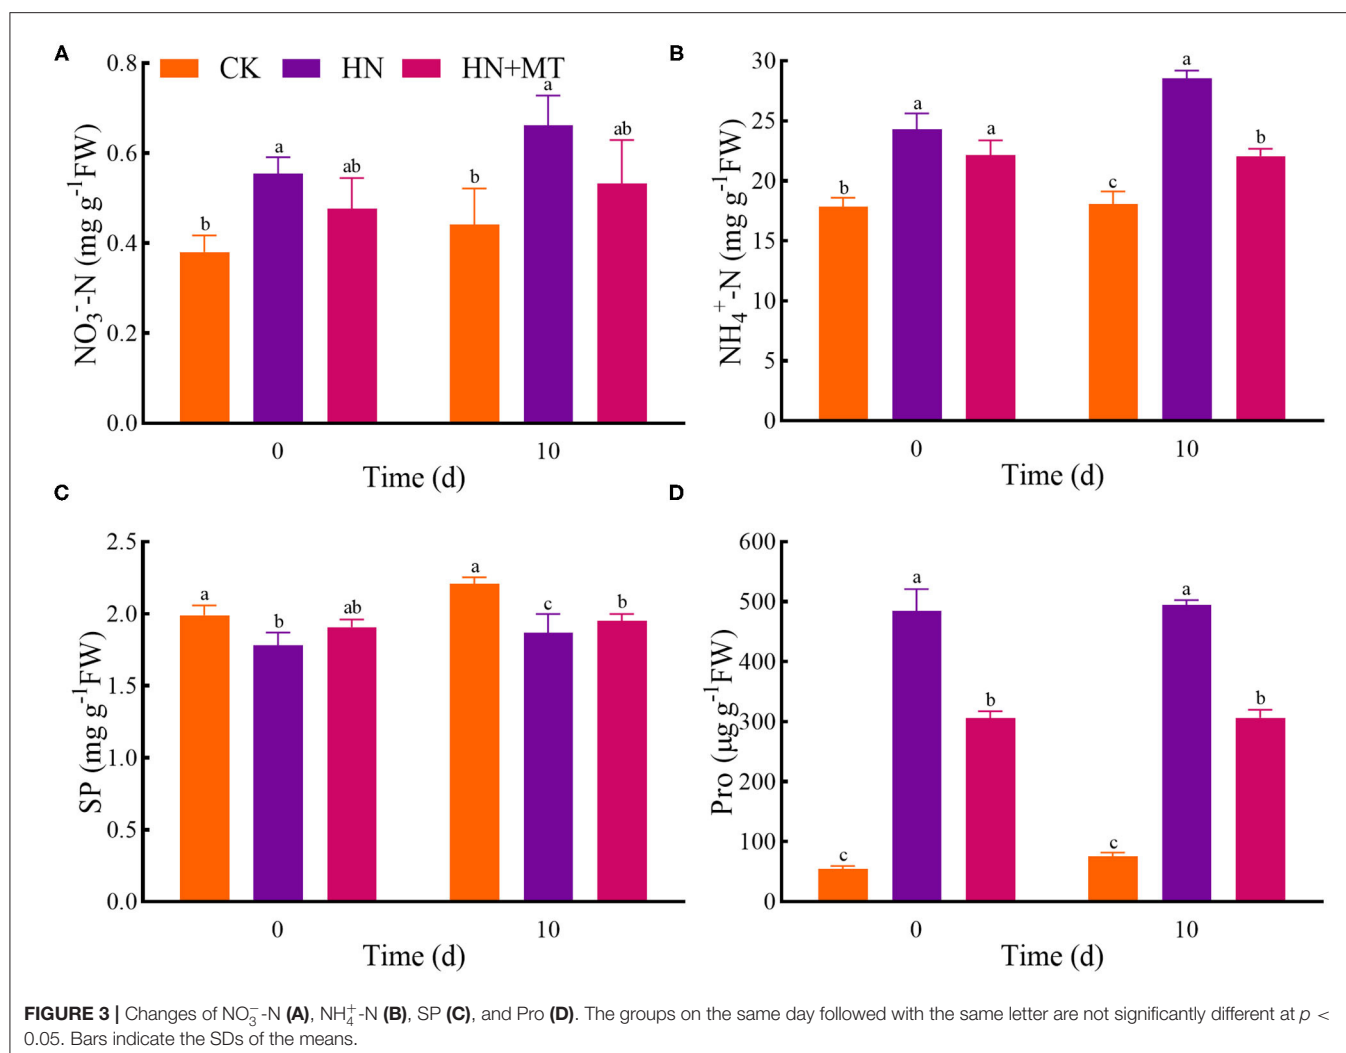 A
CK HN HN+MT
NO₃⁻-N (mg g⁻¹FW)
0.8
0.6
0.4
0.2
0.0
b
a
ab
b
a
ab
0 10
Time (d)
B
NH₄⁺-N (mg g⁻¹FW)
30
25
20
15
10
5
0
b
a
a
c
a
b
0 10
Time (d)
C
SP (mg g⁻¹FW)
2.5
2.0
1.5
1.0
0.5
0.0
a
b
ab
a
c
b
0 10
Time (d)
D
Pro (μg g⁻¹FW)
600
500
400
300
200
100
0
c
a
b
c
a
b
0 10
Time (d)
FIGURE 3 | Changes of NO₃⁻-N (A), NH₄⁺-N (B), SP (C), and Pro (D). The groups on the same day followed with the same letter are not significantly different at p <
0.05. Bars indicate the SDs of the means.